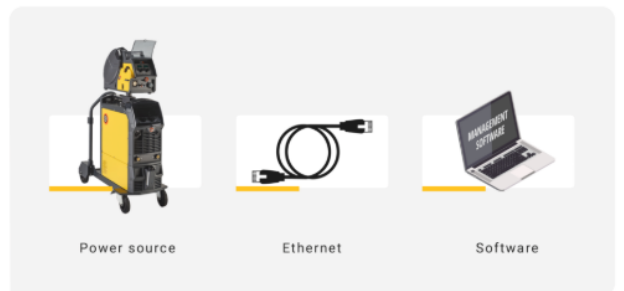 MANAGEMENT
SOFTWARE
Power source
Ethernet
Software